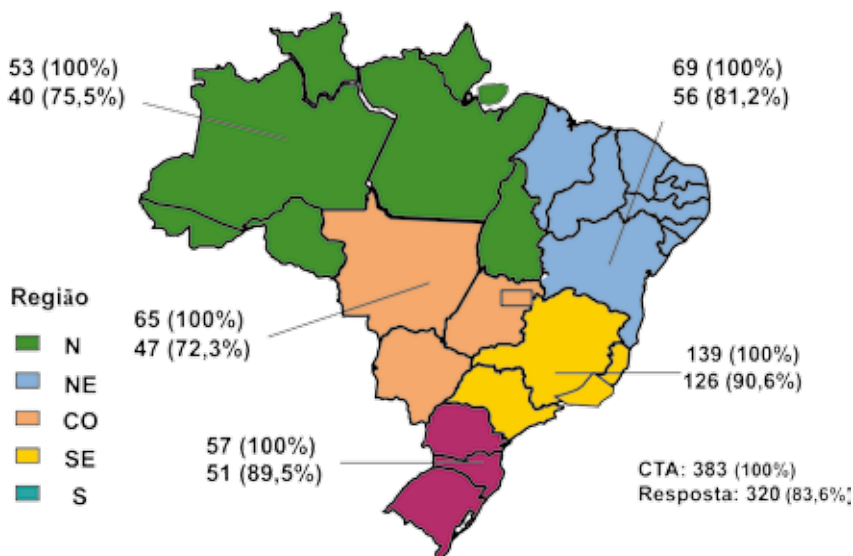 53 (100%)
40 (75,5%)
69 (100%)
56 (81,2%)
Região
N
NE
CO
SE
S
65 (100%)
47 (72,3%)
139 (100%)
126 (90,6%)
57 (100%)
51 (89,5%)
CTA: 383 (100%)
Resposta: 320 (83,6%)